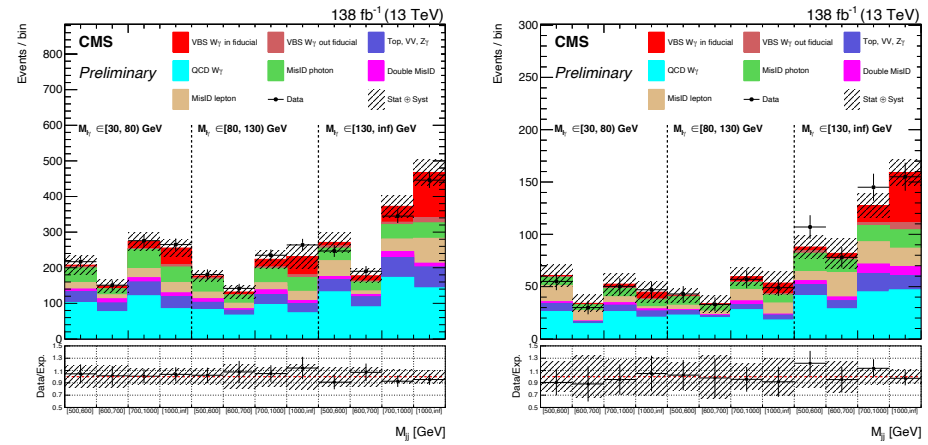 138 fb⁻¹ (13 TeV)
Events / bin
CMS
Preliminary
VBS Wγ in fiducial
VBS Wγ out fiducial
Top, VV, Zγ
QCD Wγ
MisID photon
Double MisID
MisID lepton
Data
Stat ⊕ Syst
M_lγ ∈[30, 80) GeV
M_lγ ∈[80, 130) GeV
M_lγ ∈[130, inf) GeV
800
700
600
500
400
300
200
100
0
Data/Exp.
1.5
1.3
1.1
0.9
0.7
0.5
[500,600] [600,700] [700,1000] [1000,inf] [500,600] [600,700] [700,1000] [1000,inf] [500,600] [600,700] [700,1000] [1000,inf]
M_jj [GeV]
138 fb⁻¹ (13 TeV)
Events / bin
CMS
Preliminary
VBS Wγ in fiducial
VBS Wγ out fiducial
Top, VV, Zγ
QCD Wγ
MisID photon
Double MisID
MisID lepton
Data
Stat ⊕ Syst
M_lγ ∈[30, 80) GeV
M_lγ ∈[80, 130) GeV
M_lγ ∈[130, inf) GeV
300
250
200
150
100
50
0
Data/Exp.
1.5
1.3
1.1
0.9
0.7
0.5
[500,600] [600,700] [700,1000] [1000,inf] [500,600] [600,700] [700,1000] [1000,inf] [500,600] [600,700] [700,1000] [1000,inf]
M_jj [GeV]